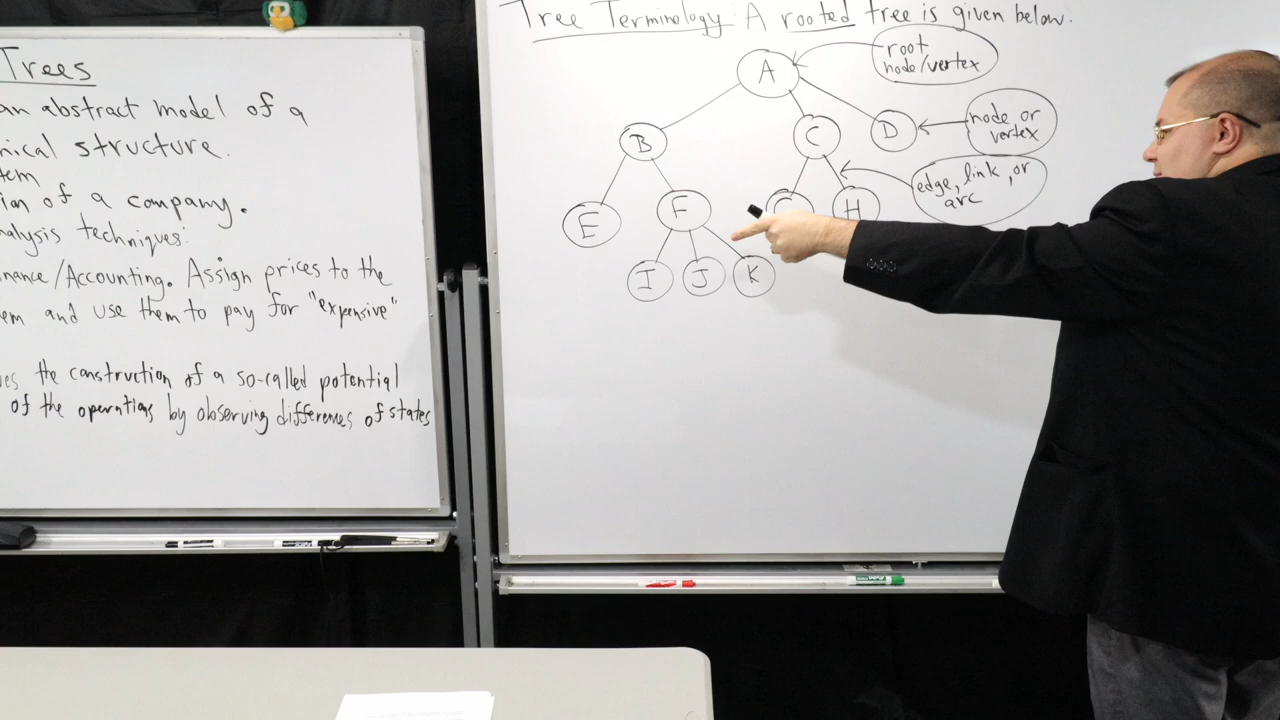 Trees
an abstract model of a
nical structure.
tem
ion of a company.
nalysis techniques:
inance/Accounting. Assign prices to the
em and use them to pay for "expensive"
ves the construction of a so-called potential
of the operations by observing differences of states
Tree Terminology: A rooted tree is given below.
root
node/vertex
A
node or
vertex
B
C
D
edge, link, or
arc
E
F
H
I
J
K